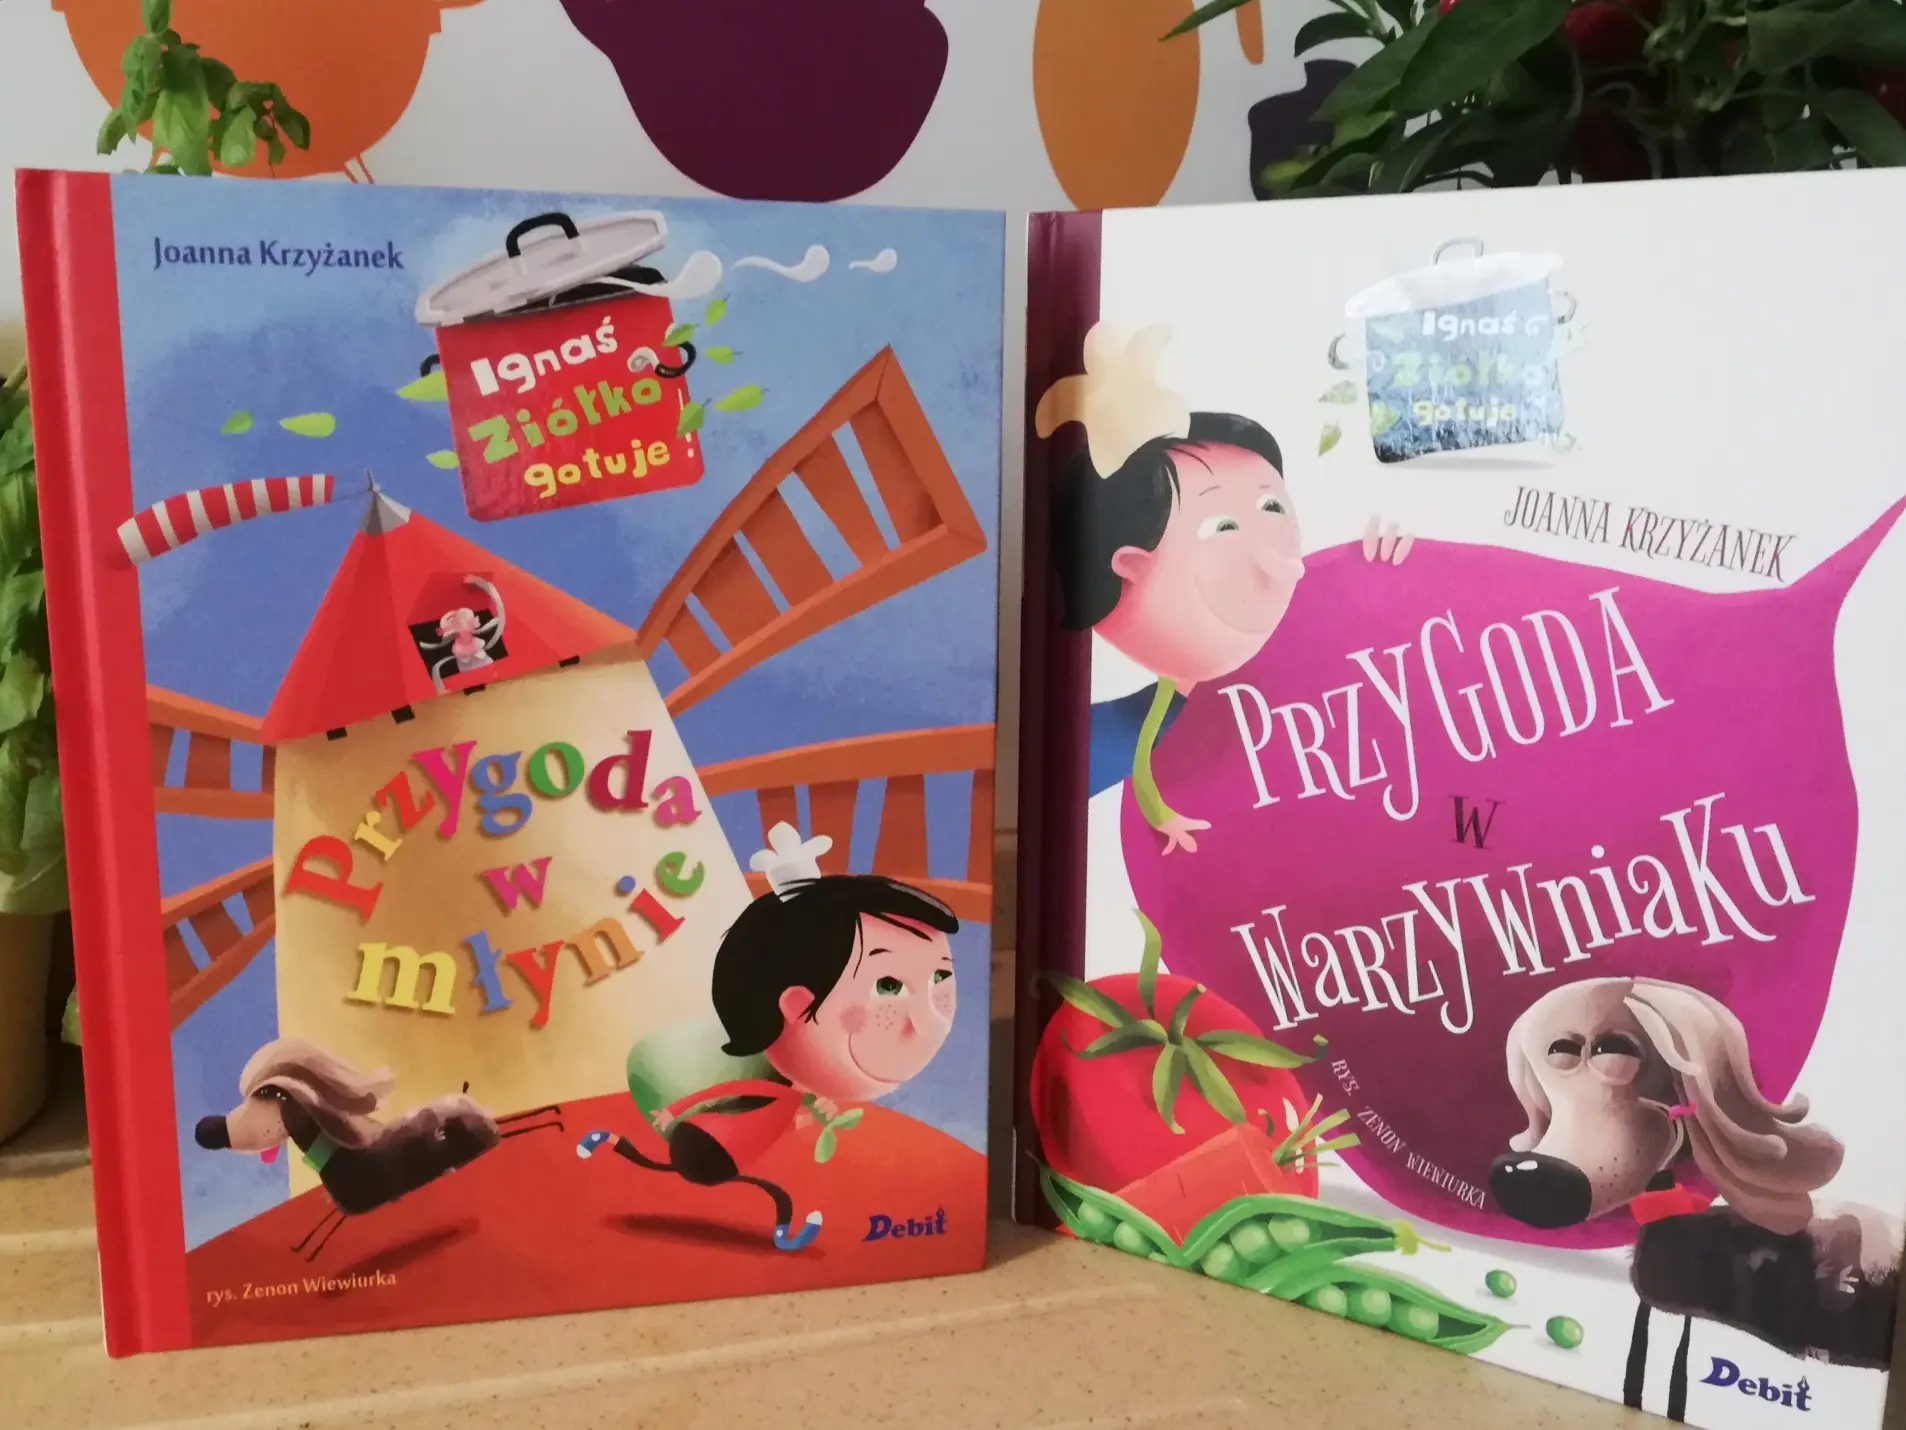 Joanna Krzyżanek
Ignaś
Ziółko
gotuje!
Przygoda
w
młynie
Debit
rys. Zenon Wiewiurka
Ignaś
Ziółko
gotuje
JOANNA KRZYŻANEK
PRZYGODA
W
WARZYWNIAKU
RYS. ZENON WIEWIURKA
Debit